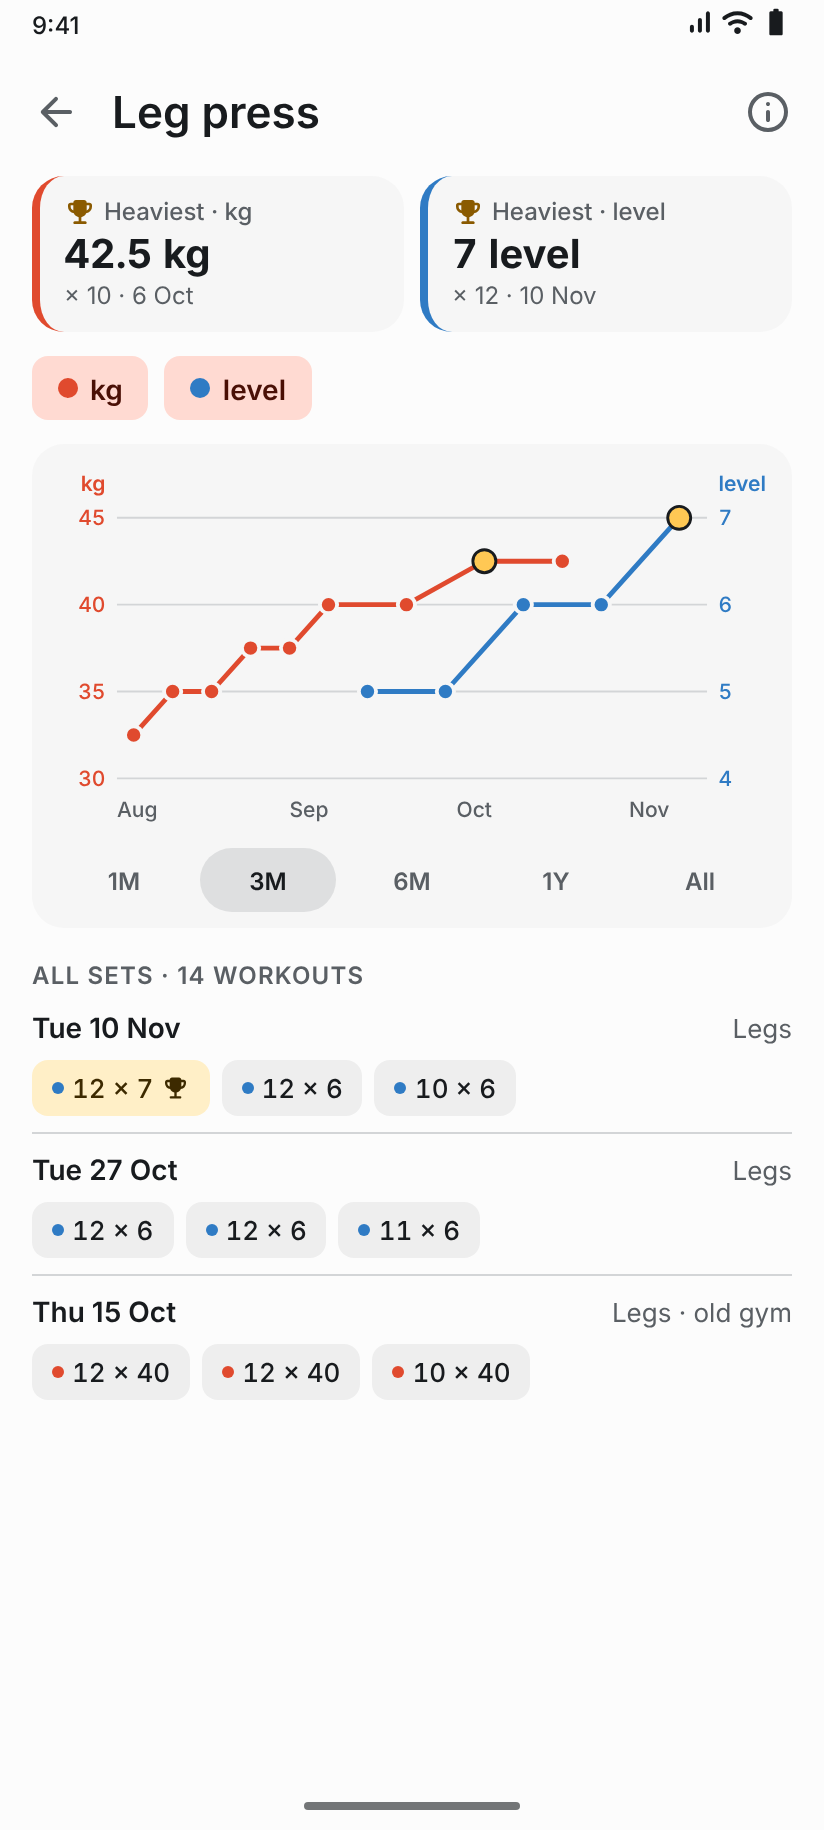 9:41
Leg press
Heaviest · kg
42.5 kg
× 10 · 6 Oct
Heaviest · level
7 level
× 12 · 10 Nov
kg
level
kg
level
45
7
40
6
35
5
30
4
Aug
Sep
Oct
Nov
1M
3M
6M
1Y
All
ALL SETS · 14 WORKOUTS
Tue 10 Nov
Legs
12 × 7
12 × 6
10 × 6
Tue 27 Oct
Legs
12 × 6
12 × 6
11 × 6
Thu 15 Oct
Legs · old gym
12 × 40
12 × 40
10 × 40